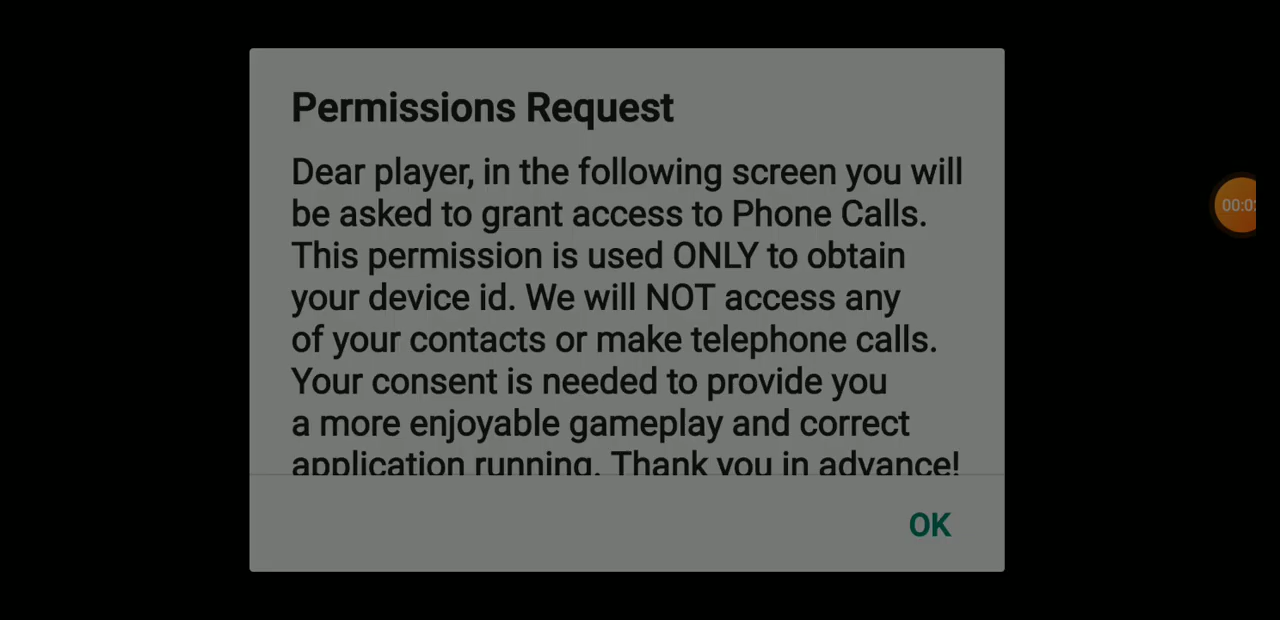 Permissions Request
Dear player, in the following screen you will
be asked to grant access to Phone Calls.
This permission is used ONLY to obtain
your device id. We will NOT access any
of your contacts or make telephone calls.
Your consent is needed to provide you
a more enjoyable gameplay and correct
application running. Thank you in advance!
OK